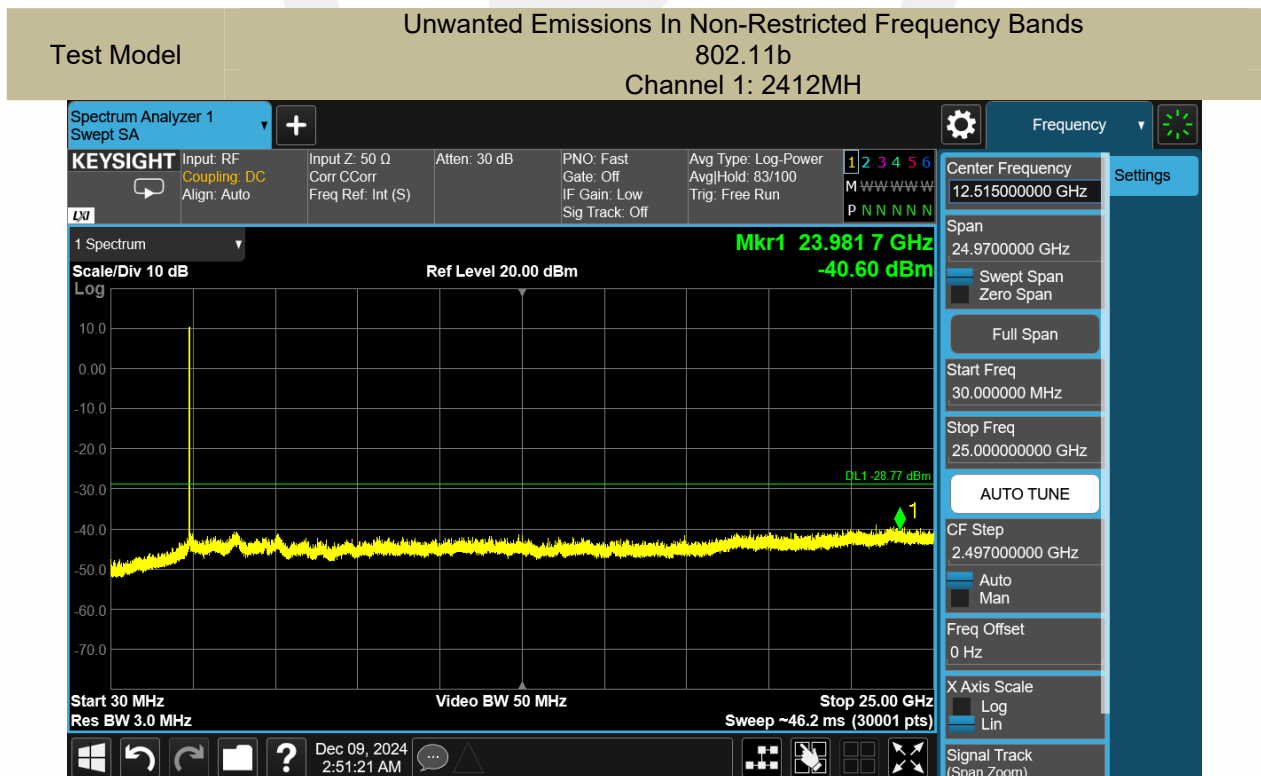 Unwanted Emissions In Non-Restricted Frequency Bands
Test Model
802.11b
Channel 1: 2412MH
Spectrum Analyzer 1
Swept SA
Frequency
KEYSIGHT
LXI
Input: RF
Coupling: DC
Align: Auto
Input Z: 50 Ω
Corr CCorr
Freq Ref: Int (S)
Atten: 30 dB
PNO: Fast
Gate: Off
IF Gain: Low
Sig Track: Off
Avg Type: Log-Power
Avg|Hold: 83/100
Trig: Free Run
1 2 3 4 5 6
M W W W W W
P N N N N N
1 Spectrum
Scale/Div 10 dB
Log
Ref Level 20.00 dBm
Mkr1 23.981 7 GHz
-40.60 dBm
10.0
0.00
-10.0
-20.0
-30.0
-40.0
-50.0
-60.0
-70.0
DL1 -28.77 dBm
1
Start 30 MHz
Res BW 3.0 MHz
Video BW 50 MHz
Stop 25.00 GHz
Sweep ~46.2 ms (30001 pts)
?
Dec 09, 2024
2:51:21 AM
Center Frequency
12.515000000 GHz
Settings
Span
24.9700000 GHz
Swept Span
Zero Span
Full Span
Start Freq
30.000000 MHz
Stop Freq
25.000000000 GHz
AUTO TUNE
CF Step
2.497000000 GHz
Auto
Man
Freq Offset
0 Hz
X Axis Scale
Log
Lin
Signal Track
(Span Zoom)